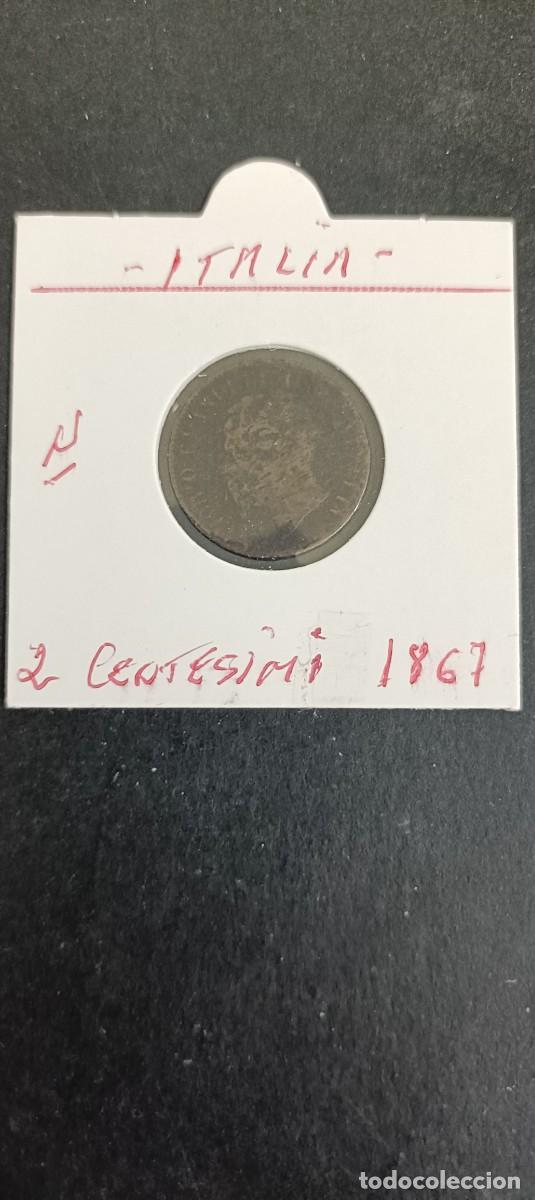 - ITALIA -
N
2 CENTESIMI 1867
todocoleccion